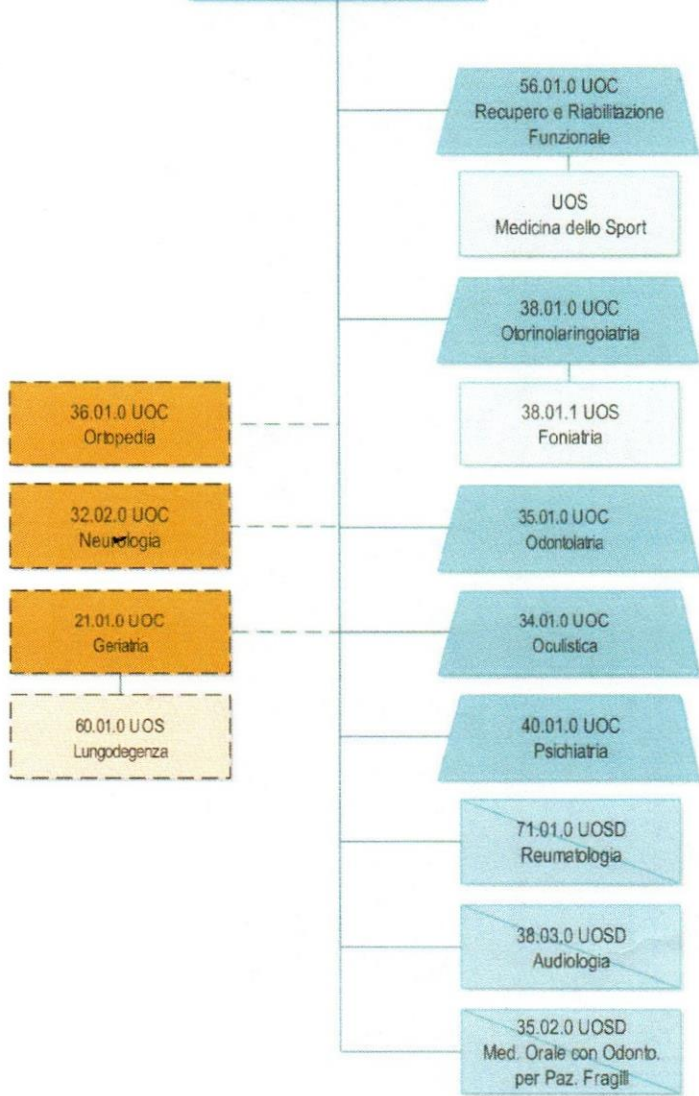 56.01.0 UOC
Recupero e Riabilitazione
Funzionale
UOS
Medicina dello Sport
38.01.0 UOC
Otorinolaringoiatria
38.01.1 UOS
Foniatria
36.01.0 UOC
Ortopedia
32.02.0 UOC
Neurologia
35.01.0 UOC
Odontoiatria
21.01.0 UOC
Geriatria
34.01.0 UOC
Oculistica
60.01.0 UOS
Lungodegenza
40.01.0 UOC
Psichiatria
71.01.0 UOSD
Reumatologia
38.03.0 UOSD
Audiologia
35.02.0 UOSD
Med. Orale con Odonto.
per Paz. Fragili